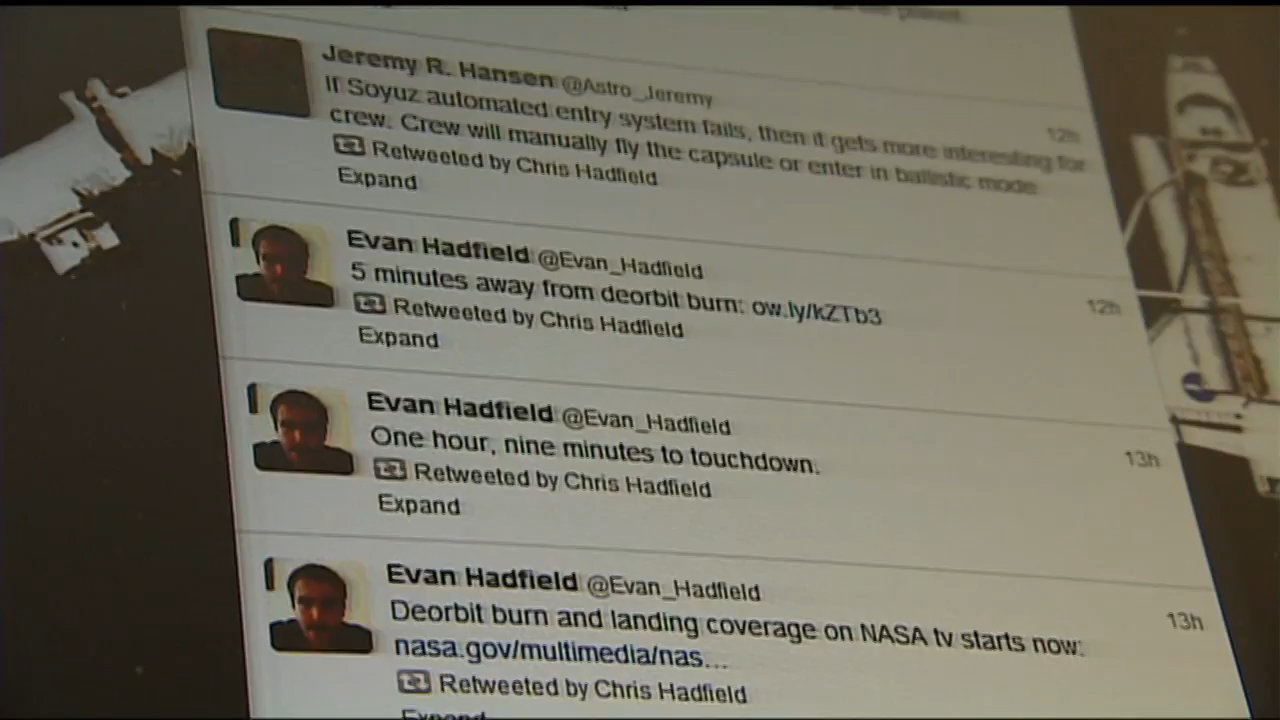 Jeremy R. Hansen @Astro_Jeremy
12h
If Soyuz automated entry system fails, then it gets more interesting for
crew. Crew will manually fly the capsule or enter in ballistic mode
Retweeted by Chris Hadfield
Expand
Evan Hadfield @Evan_Hadfield
12h
5 minutes away from deorbit burn: ow.ly/kZTb3
Retweeted by Chris Hadfield
Expand
Evan Hadfield @Evan_Hadfield
13h
One hour, nine minutes to touchdown.
Retweeted by Chris Hadfield
Expand
Evan Hadfield @Evan_Hadfield
13h
Deorbit burn and landing coverage on NASA tv starts now:
nasa.gov/multimedia/nas...
Retweeted by Chris Hadfield
Expand